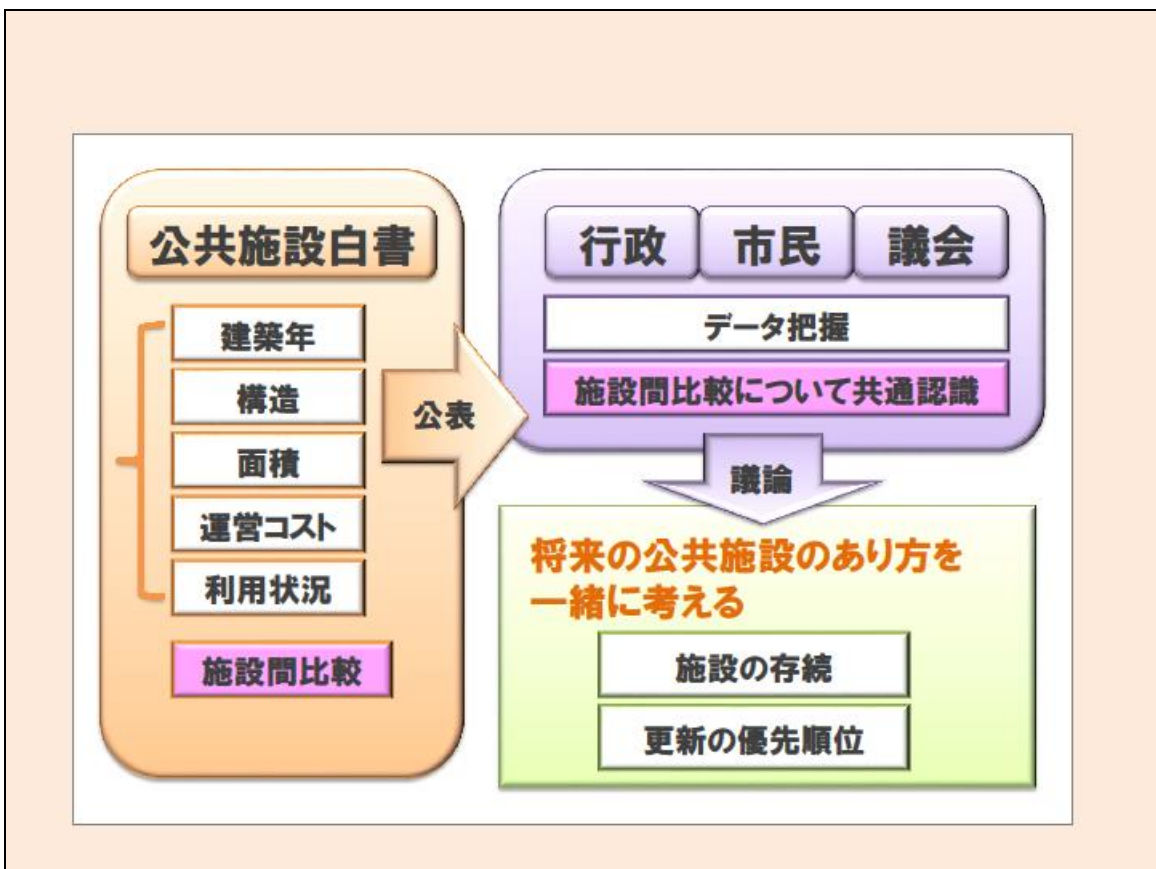 公共施設白書
建築年
構造
面積
運営コスト
利用状況
施設間比較
公表
行政
市民
議会
データ把握
施設間比較について共通認識
議論
将来の公共施設のあり方を
一緒に考える
施設の存続
更新の優先順位